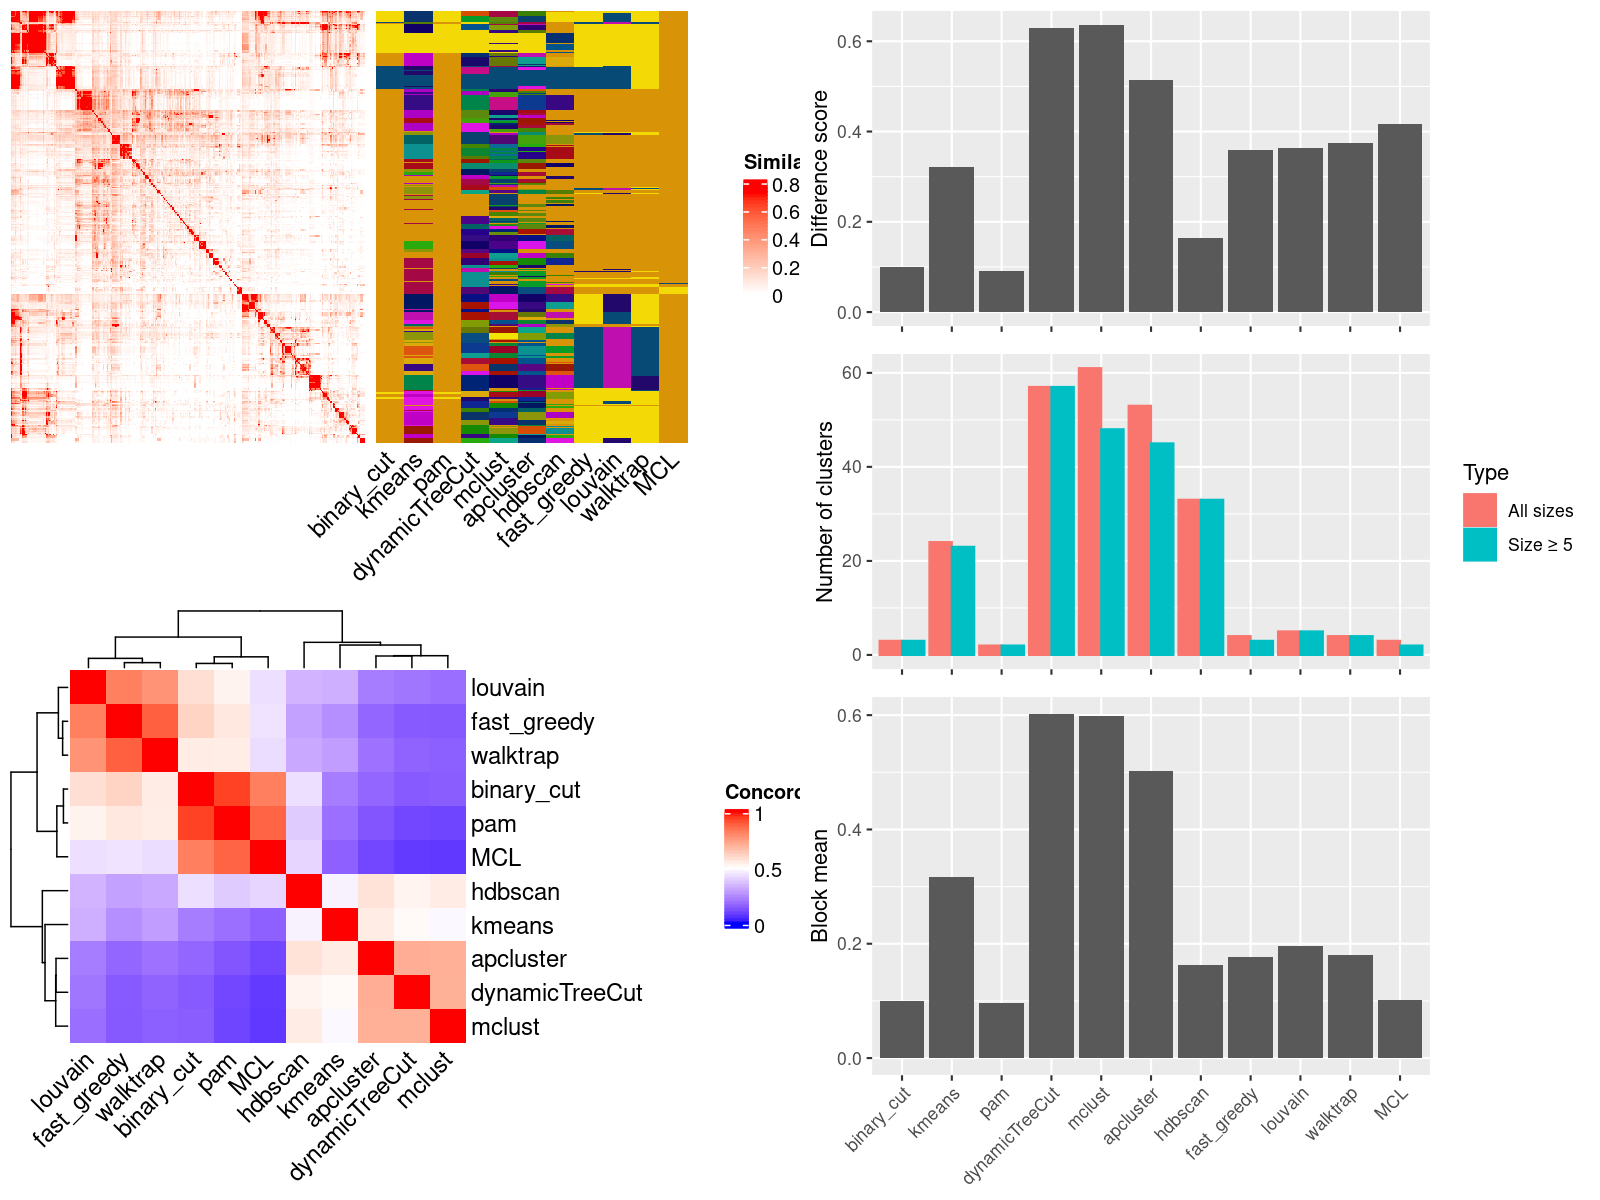 Simila
0.8
0.6
0.4
0.2
0
binary_cut
kmeans
pam
dynamicTreeCut
mclust
apcluster
hdbscan
fast_greedy
louvain
walktrap
MCL
louvain
fast_greedy
walktrap
binary_cut
pam
MCL
hdbscan
kmeans
apcluster
dynamicTreeCut
mclust
louvain
fast_greedy
walktrap
binary_cut
pam
MCL
hdbscan
kmeans
apcluster
dynamicTreeCut
mclust
Concord
1
0.5
0
Difference score
0.6
0.4
0.2
0.0
Number of clusters
60
40
20
0
Type
All sizes
Size ≥ 5
Block mean
0.6
0.4
0.2
0.0
binary_cut
kmeans
pam
dynamicTreeCut
mclust
apcluster
hdbscan
fast_greedy
louvain
walktrap
MCL